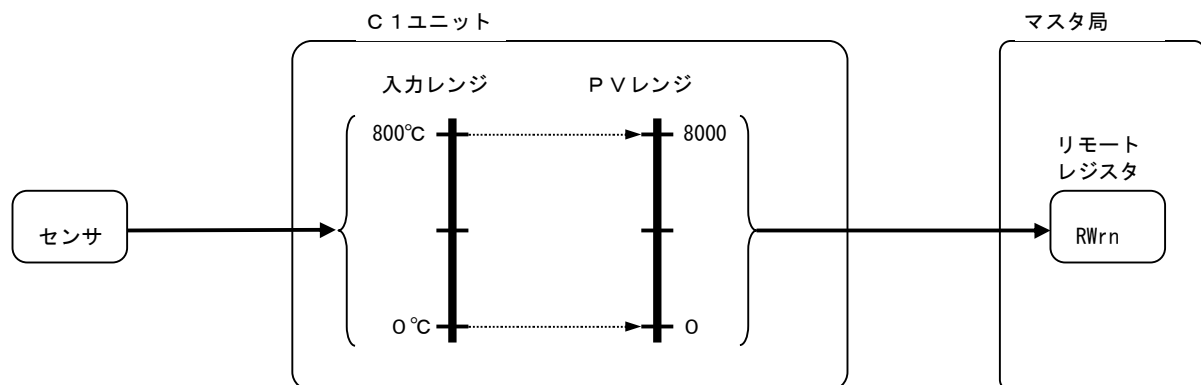 C1ユニット
マスタ局
入力レンジ
PVレンジ
800℃
8000
リモート
レジスタ
センサ
RWrn
0℃
0